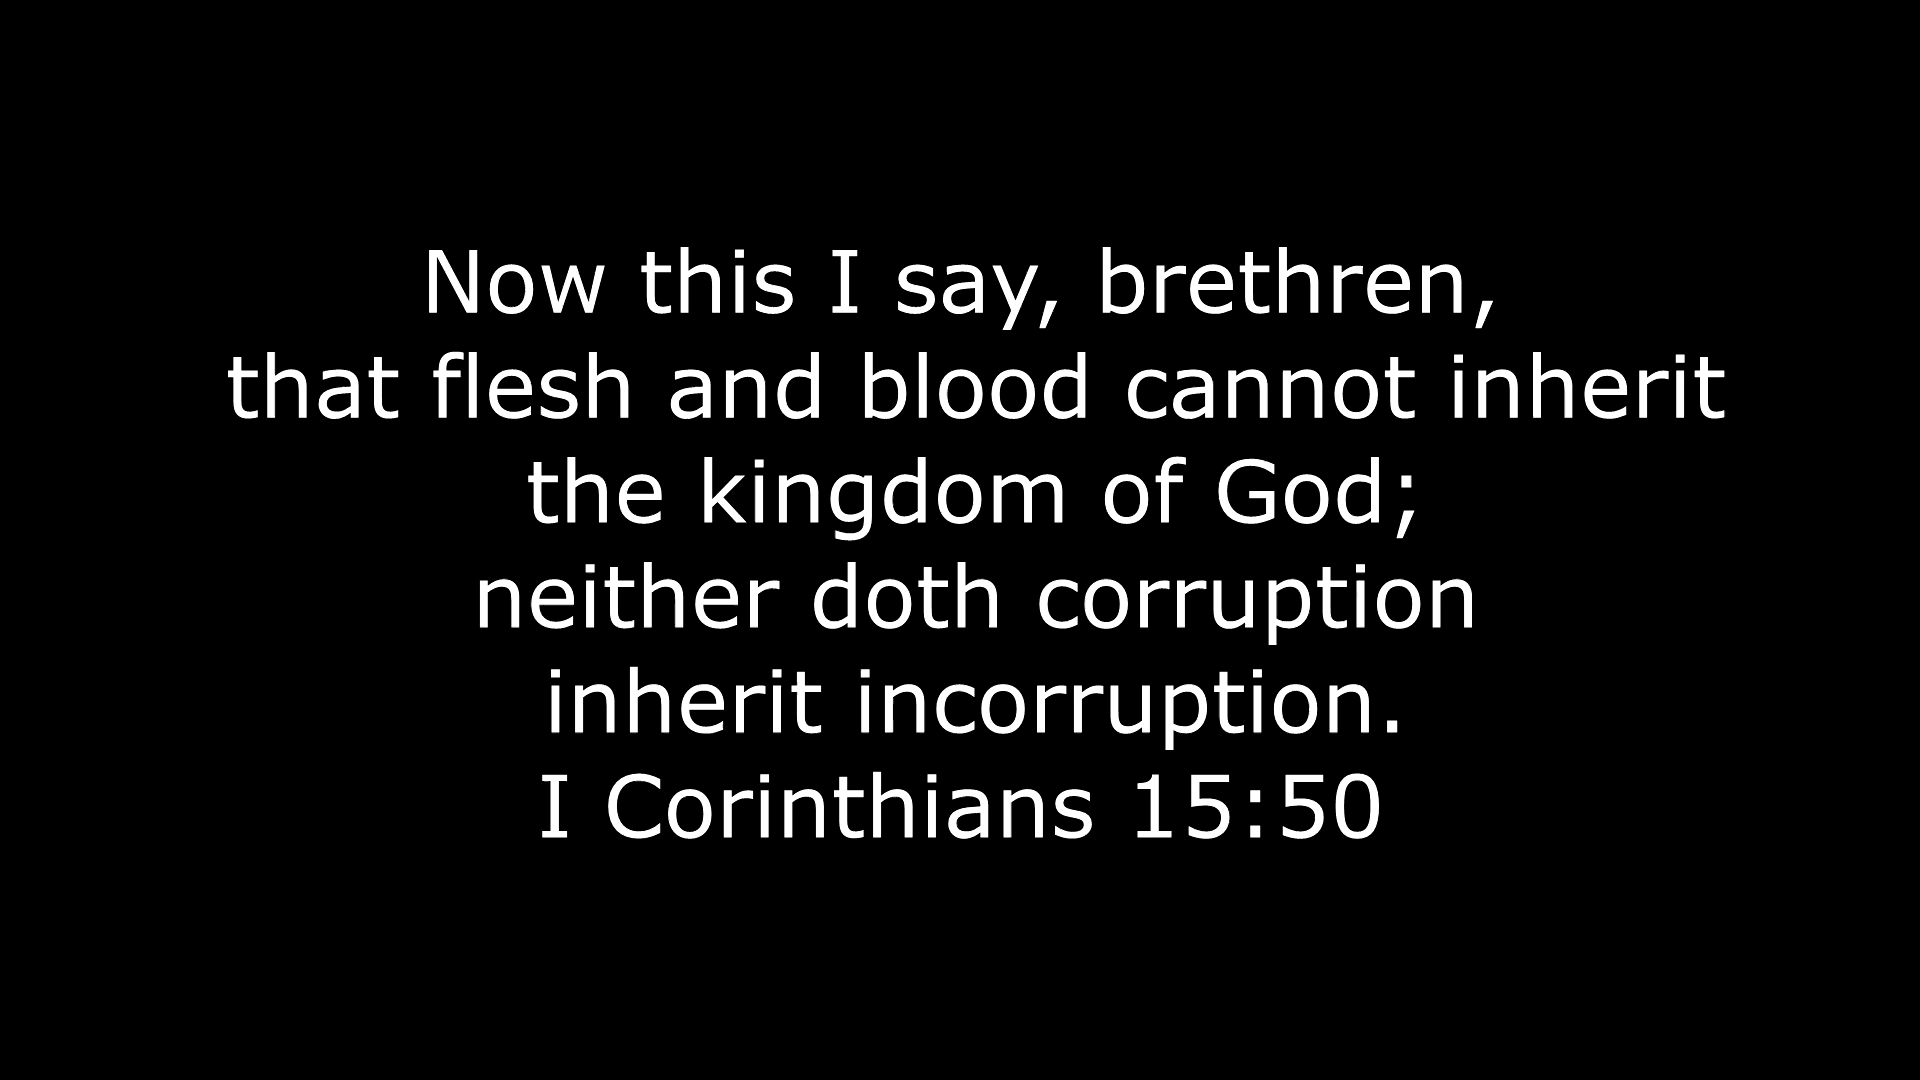 Now this I say, brethren,
that flesh and blood cannot inherit
the kingdom of God;
neither doth corruption
inherit incorruption.
I Corinthians 15:50